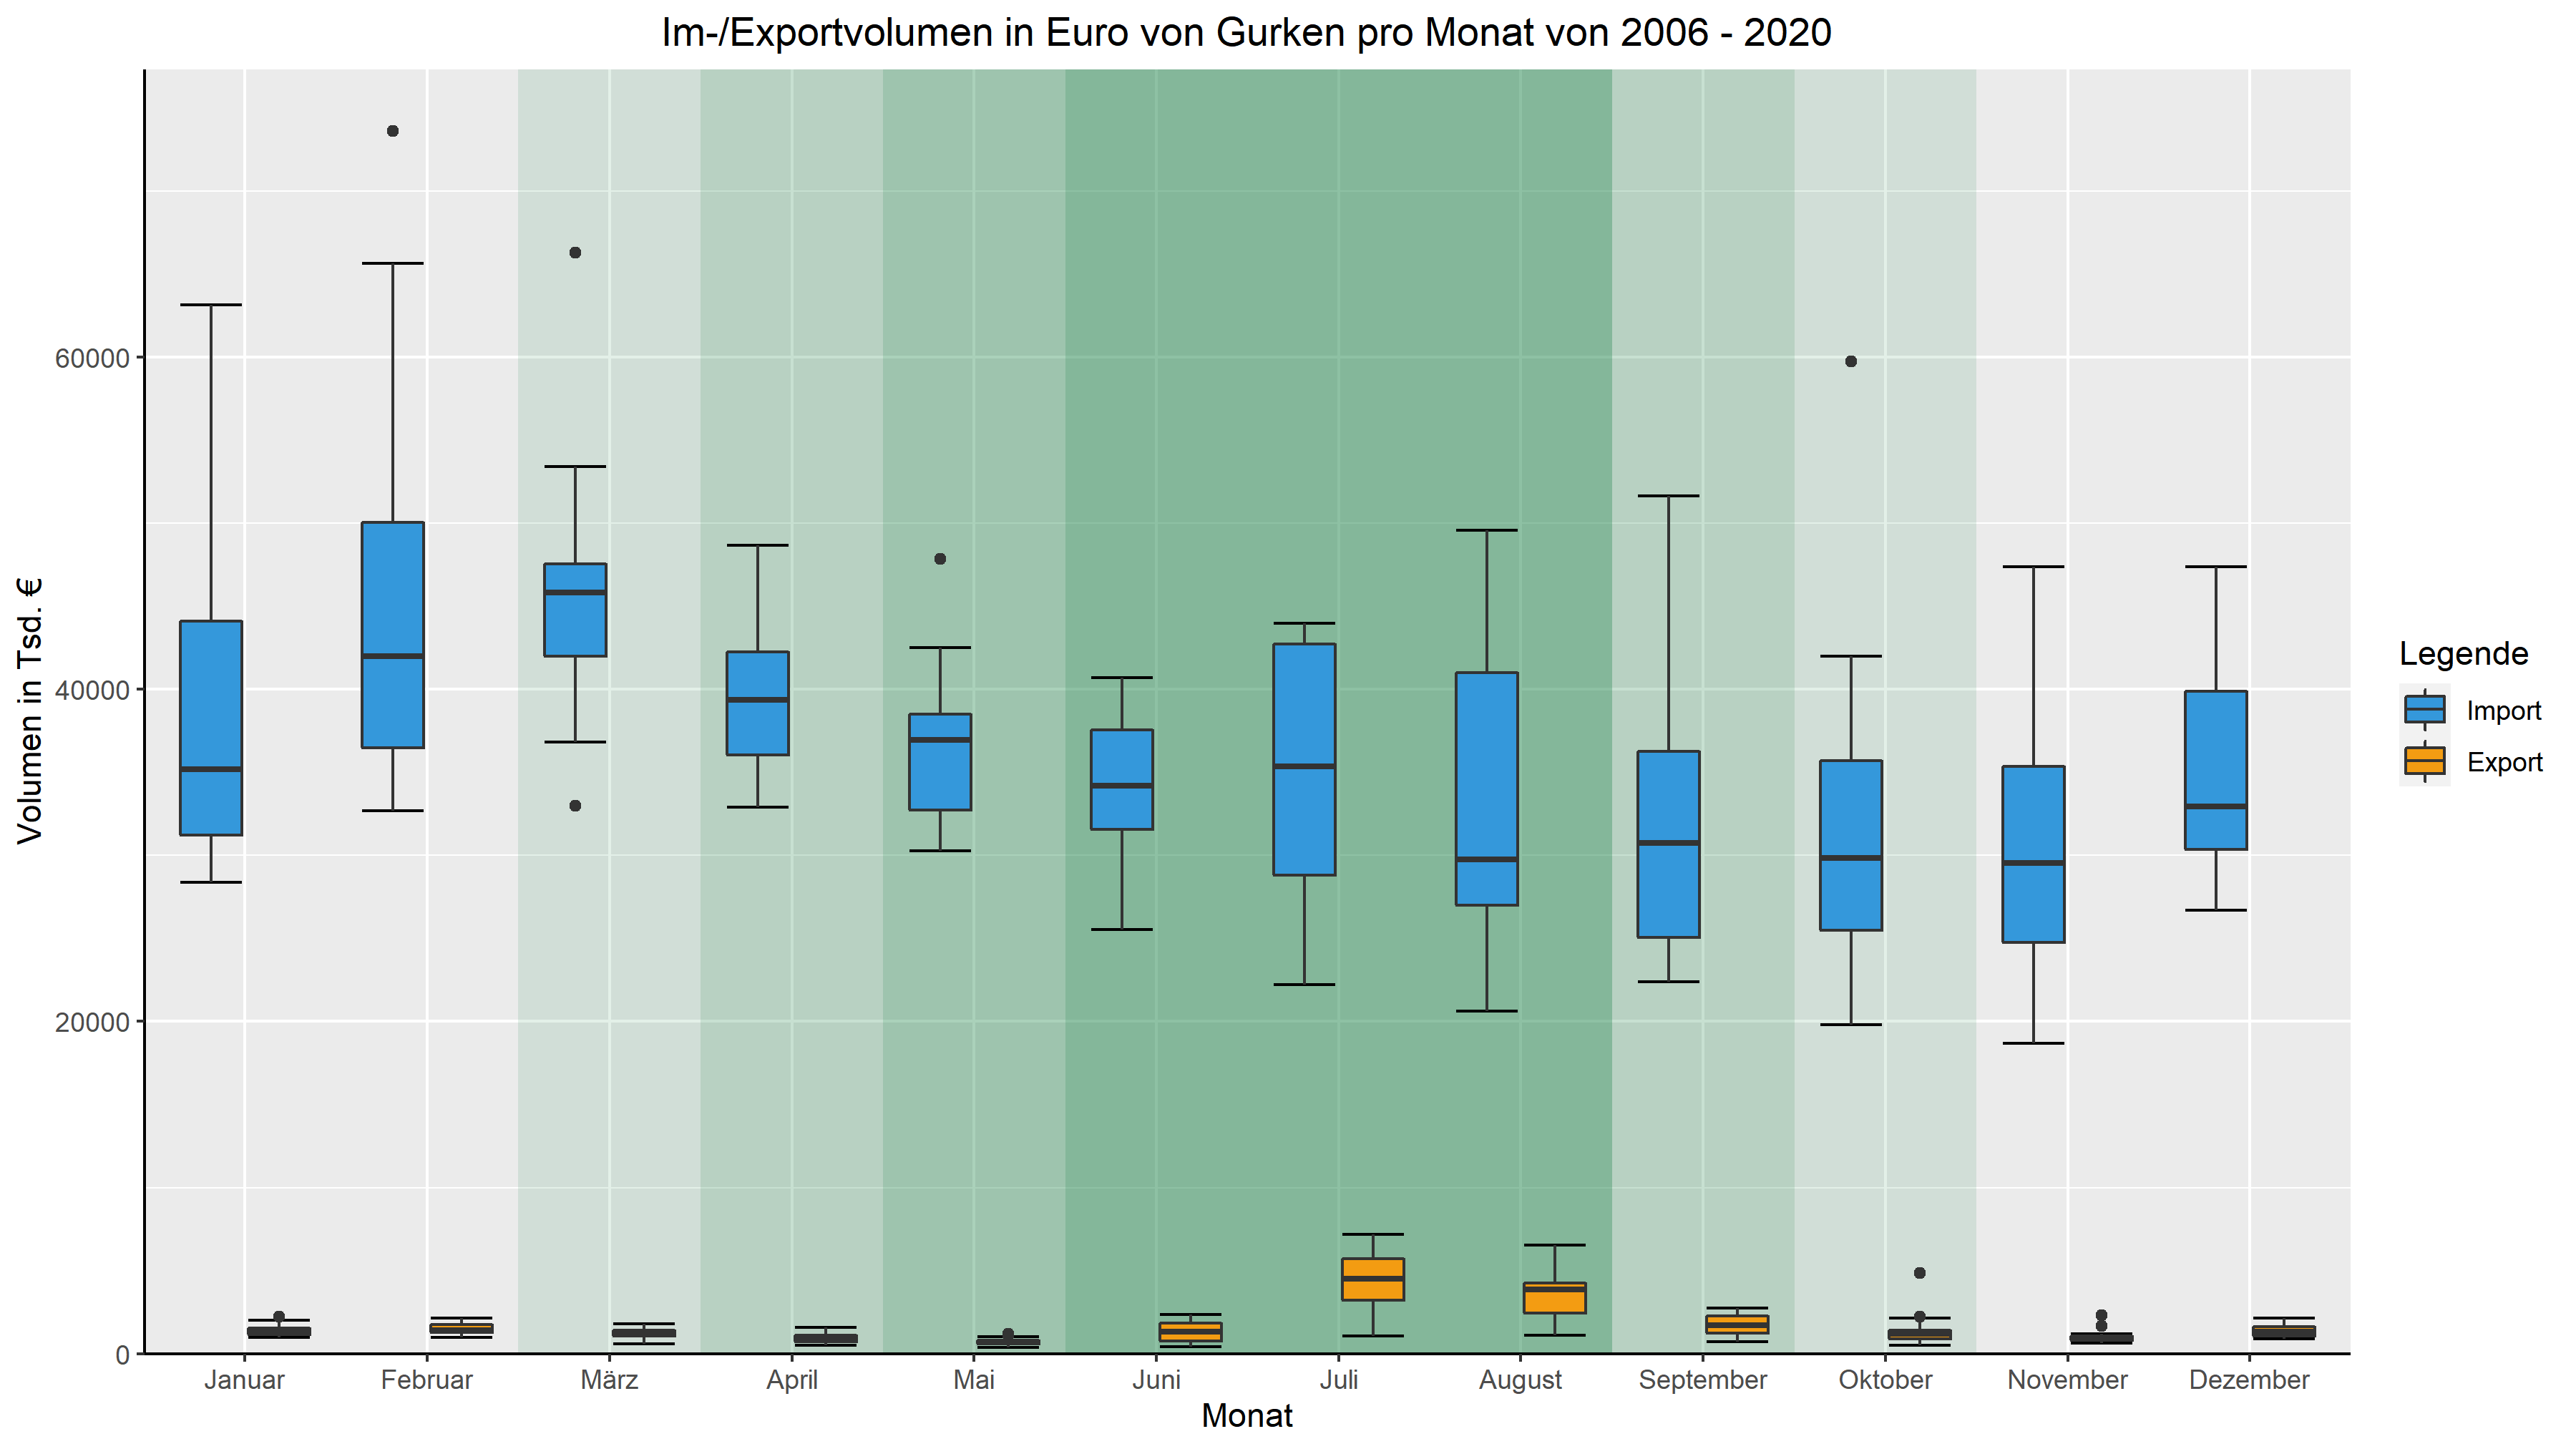 Im-/Exportvolumen in Euro von Gurken pro Monat von 2006 - 2020
Volumen in Tsd. €
60000
40000
20000
0
Januar Februar März April Mai Juni Juli August September Oktober November Dezember
Monat
Legende
Import
Export